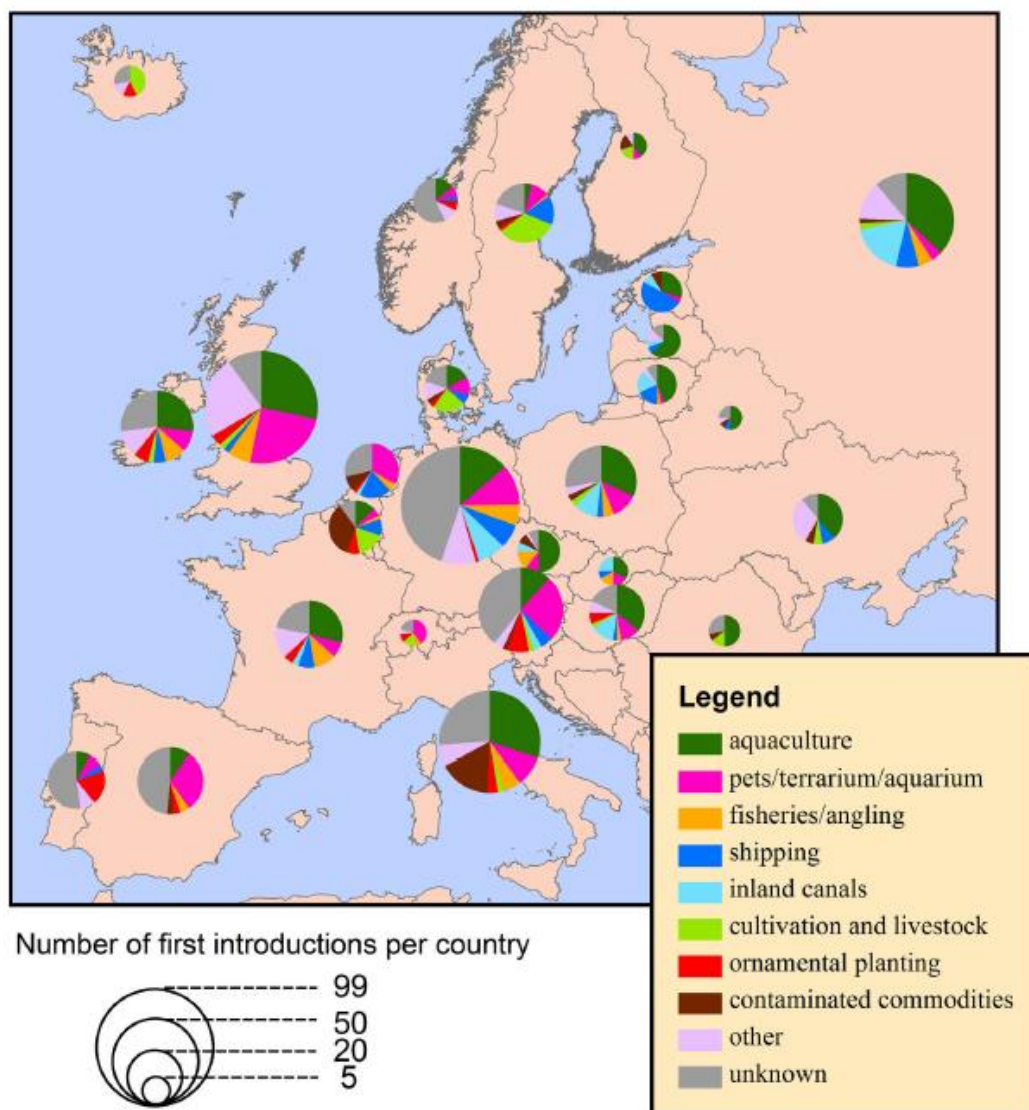 Legend
aquaculture
pets/terrarium/aquarium
fisheries/angling
shipping
inland canals
cultivation and livestock
ornamental planting
contaminated commodities
other
unknown
Number of first introductions per country
99
50
20
5